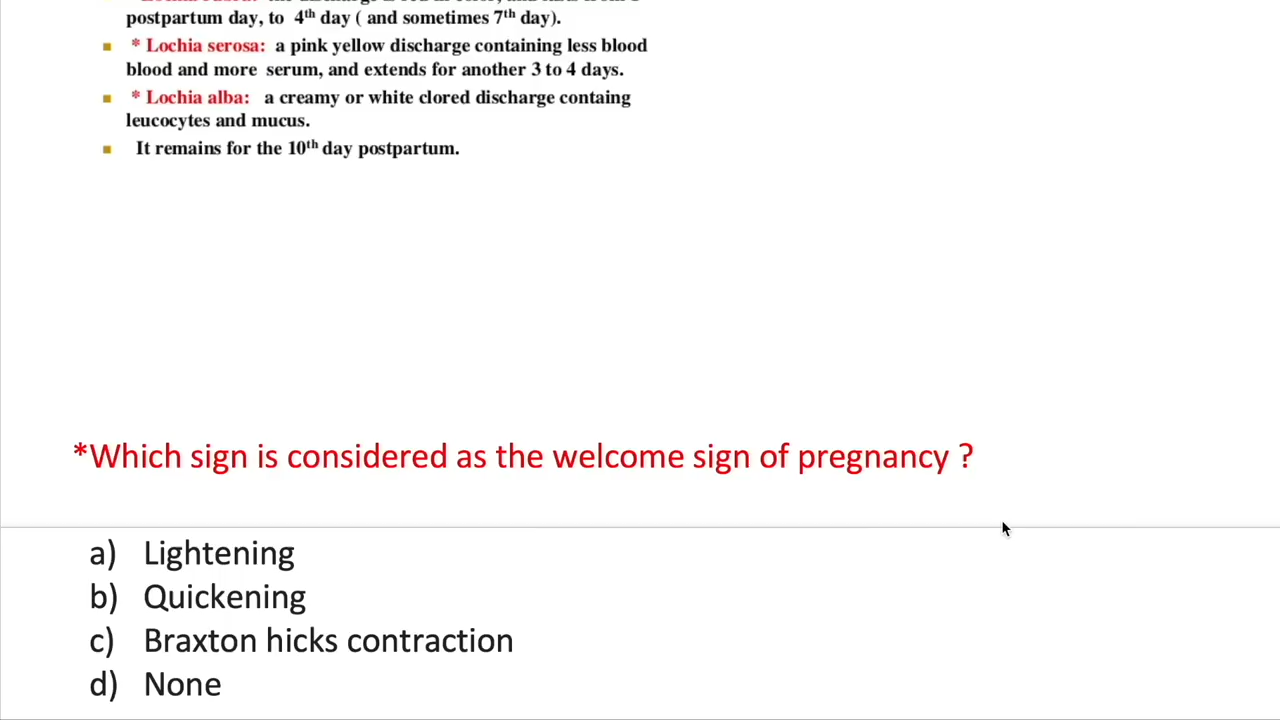 postpartum day, to 4th day ( and sometimes 7th day).
* Lochia serosa: a pink yellow discharge containing less blood
blood and more serum, and extends for another 3 to 4 days.
* Lochia alba: a creamy or white clored discharge containg
leucocytes and mucus.
It remains for the 10th day postpartum.
*Which sign is considered as the welcome sign of pregnancy ?
a) Lightening
b) Quickening
c) Braxton hicks contraction
d) None